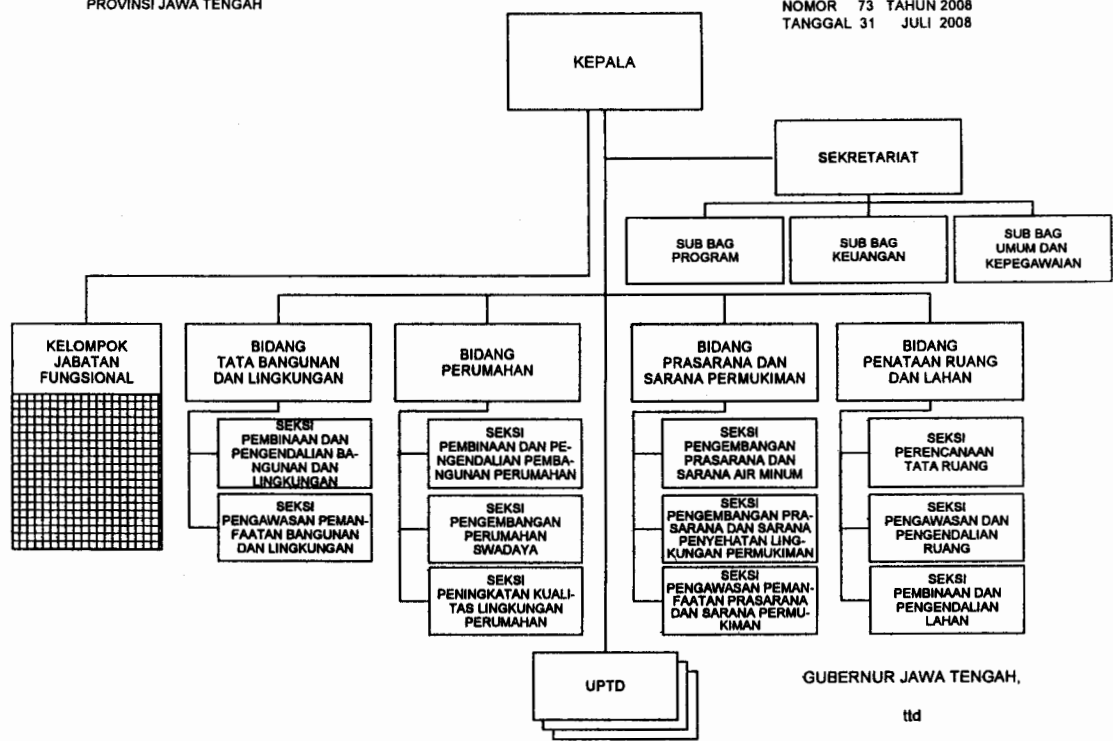 PROVINSI JAWA TENGAH
NOMOR 73 TAHUN 2008
TANGGAL 31 JULI 2008
KEPALA
SEKRETARIAT
SUB BAG
PROGRAM
SUB BAG
KEUANGAN
SUB BAG
UMUM DAN
KEPEGAWAIAN
KELOMPOK
JABATAN
FUNGSIONAL
BIDANG
TATA BANGUNAN
DAN LINGKUNGAN
SEKSI
PEMBINAAN DAN
PENGENDALIAN BA-
NGUNAN DAN
LINGKUNGAN
SEKSI
PENGAWASAN PEMAN-
FAATAN BANGUNAN
DAN LINGKUNGAN
BIDANG
PERUMAHAN
SEKSI
PEMBINAAN DAN PE-
NGENDALIAN PEMBA-
NGUNAN PERUMAHAN
SEKSI
PENGEMBANGAN
PERUMAHAN
SWADAYA
SEKSI
PENINGKATAN KUALI-
TAS LINGKUNGAN
PERUMAHAN
BIDANG
PRASARANA DAN
SARANA PERMUKIMAN
SEKSI
PENGEMBANGAN
PRASARANA DAN
SARANA AIR MINUM
SEKSI
PENGEMBANGAN PRA-
SARANA DAN SARANA
PENYEHATAN LING-
KUNGAN PERMUKIMAN
SEKSI
PENGAWASAN PEMAN-
FAATAN PRASARANA
DAN SARANA PERMU-
KIMAN
BIDANG
PENATAAN RUANG
DAN LAHAN
SEKSI
PERENCANAAN
TATA RUANG
SEKSI
PENGAWASAN DAN
PENGENDALIAN
RUANG
SEKSI
PEMBINAAN DAN
PENGENDALIAN
LAHAN
UPTD
GUBERNUR JAWA TENGAH,
ttd